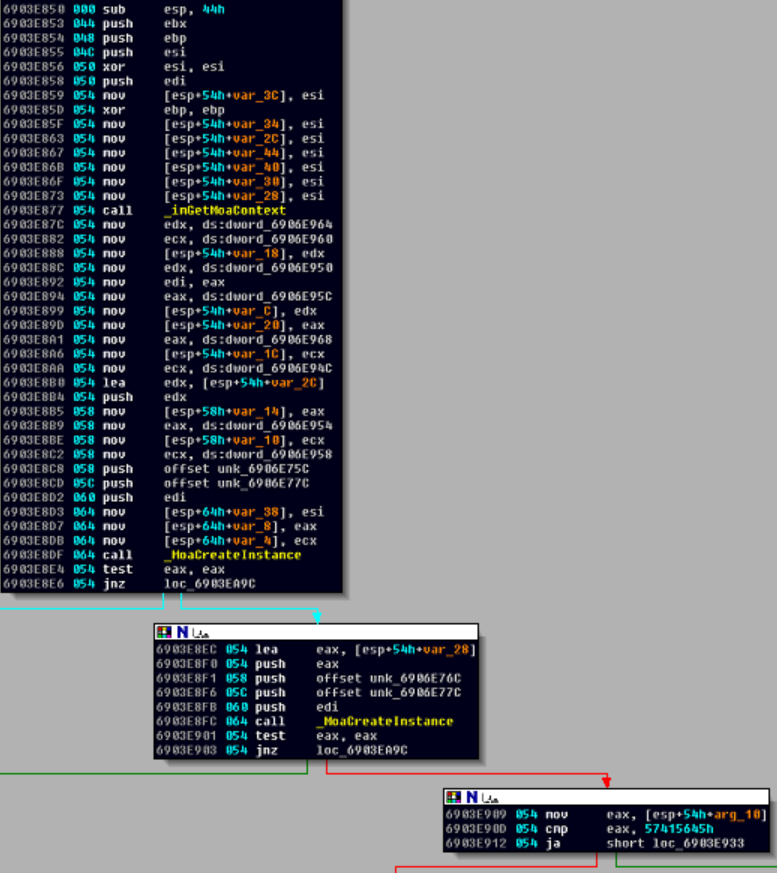 6903E850 000 sub esp, 44h
6903E853 044 push ebx
6903E854 048 push ebp
6903E855 04C push esi
6903E856 050 xor esi, esi
6903E858 050 push edi
6903E859 054 mov [esp+54h+var_3C], esi
6903E85D 054 xor ebp, ebp
6903E85F 054 mov [esp+54h+var_34], esi
6903E863 054 mov [esp+54h+var_2C], esi
6903E867 054 mov [esp+54h+var_44], esi
6903E86B 054 mov [esp+54h+var_40], esi
6903E86F 054 mov [esp+54h+var_30], esi
6903E873 054 mov [esp+54h+var_28], esi
6903E877 054 call _imGetMoaContext
6903E87C 054 mov edx, ds:dword_6906E964
6903E882 054 mov ecx, ds:dword_6906E960
6903E888 054 mov [esp+54h+var_18], edx
6903E88C 054 mov edx, ds:dword_6906E950
6903E892 054 mov edi, eax
6903E894 054 mov eax, ds:dword_6906E95C
6903E899 054 mov [esp+54h+var_C], edx
6903E89D 054 mov [esp+54h+var_20], eax
6903E8A1 054 mov eax, ds:dword_6906E968
6903E8A6 054 mov [esp+54h+var_1C], ecx
6903E8AA 054 mov ecx, ds:dword_6906E94C
6903E8B0 054 lea edx, [esp+54h+var_2C]
6903E8B4 054 push edx
6903E8B5 058 mov [esp+58h+var_14], eax
6903E8B9 058 mov eax, ds:dword_6906E954
6903E8BE 058 mov [esp+58h+var_10], ecx
6903E8C2 058 mov ecx, ds:dword_6906E958
6903E8C8 058 push offset unk_6906E75C
6903E8CD 05C push offset unk_6906E77C
6903E8D2 060 push edi
6903E8D3 064 mov [esp+64h+var_38], esi
6903E8D7 064 mov [esp+64h+var_8], eax
6903E8DB 064 mov [esp+64h+var_4], ecx
6903E8DF 064 call _MoaCreateInstance
6903E8E4 054 test eax, eax
6903E8E6 054 jnz loc_6903EA9C
6903E8EC 054 lea eax, [esp+54h+var_28]
6903E8F0 054 push eax
6903E8F1 058 push offset unk_6906E76C
6903E8F6 05C push offset unk_6906E77C
6903E8FB 060 push edi
6903E8FC 064 call _MoaCreateInstance
6903E901 054 test eax, eax
6903E903 054 jnz loc_6903EA9C
6903E909 054 mov eax, [esp+54h+arg_10]
6903E90D 054 cmp eax, 57415645h
6903E912 054 ja short loc_6903E933